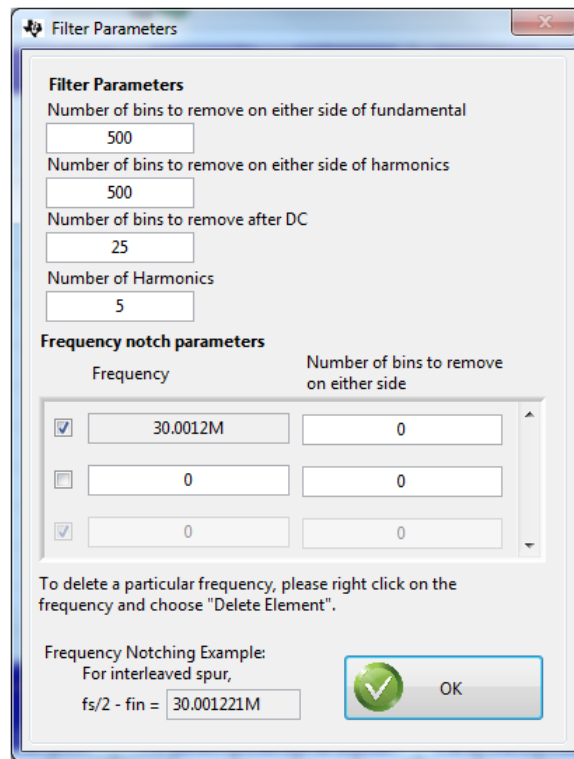 Filter Parameters
Filter Parameters
Number of bins to remove on either side of fundamental
500
Number of bins to remove on either side of harmonics
500
Number of bins to remove after DC
25
Number of Harmonics
5
Frequency notch parameters
Frequency
Number of bins to remove
on either side
30.0012M 0
0 0
0 0
To delete a particular frequency, please right click on the
frequency and choose "Delete Element".
Frequency Notching Example:
For interleaved spur,
fs/2 - fin = 30.001221M
OK